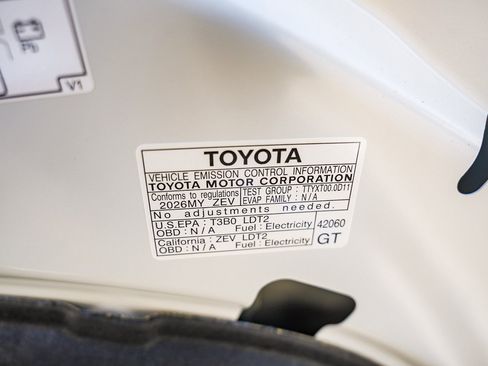 V1
TOYOTA
VEHICLE EMISSION CONTROL INFORMATION
TOYOTA MOTOR CORPORATION
Conforms to regulations
2026MY ZEV
TEST GROUP : TTYX100.0D11
EVAP FAMILY : N/A
No adjustments needed.
U.S.EPA : T3B0 LDT2
OBD : N/A Fuel : Electricity
California : ZEV LDT2
OBD : N/A Fuel : Electricity
42060
GT